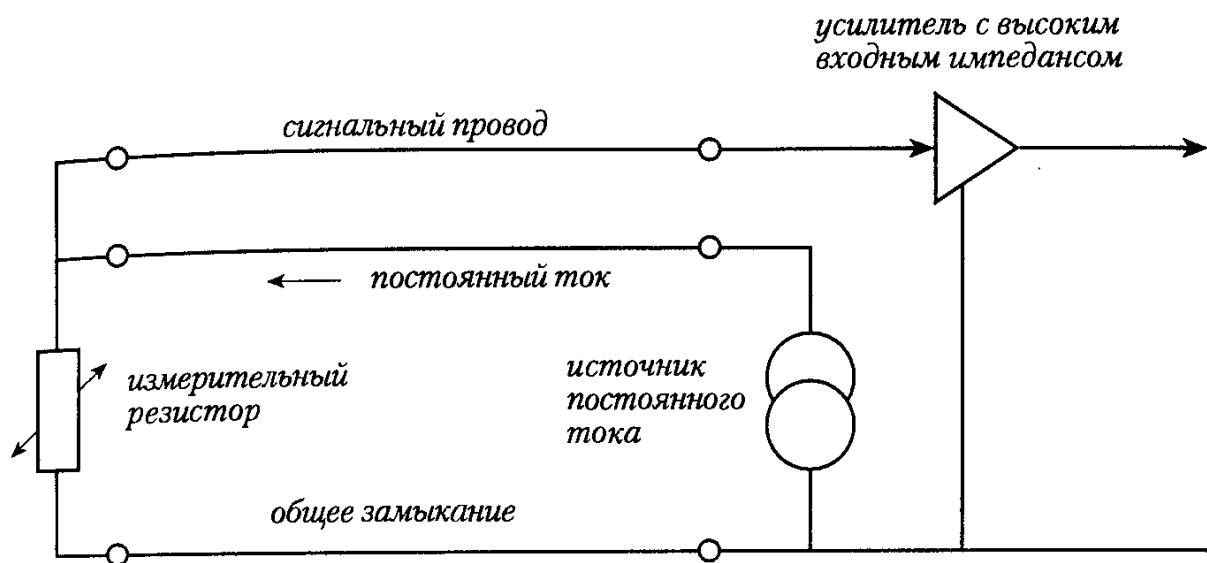 усилитель с высоким
входным импедансом
сигнальный провод
постоянный ток
измерительный
резистор
источник
постоянного
тока
общее замыкание